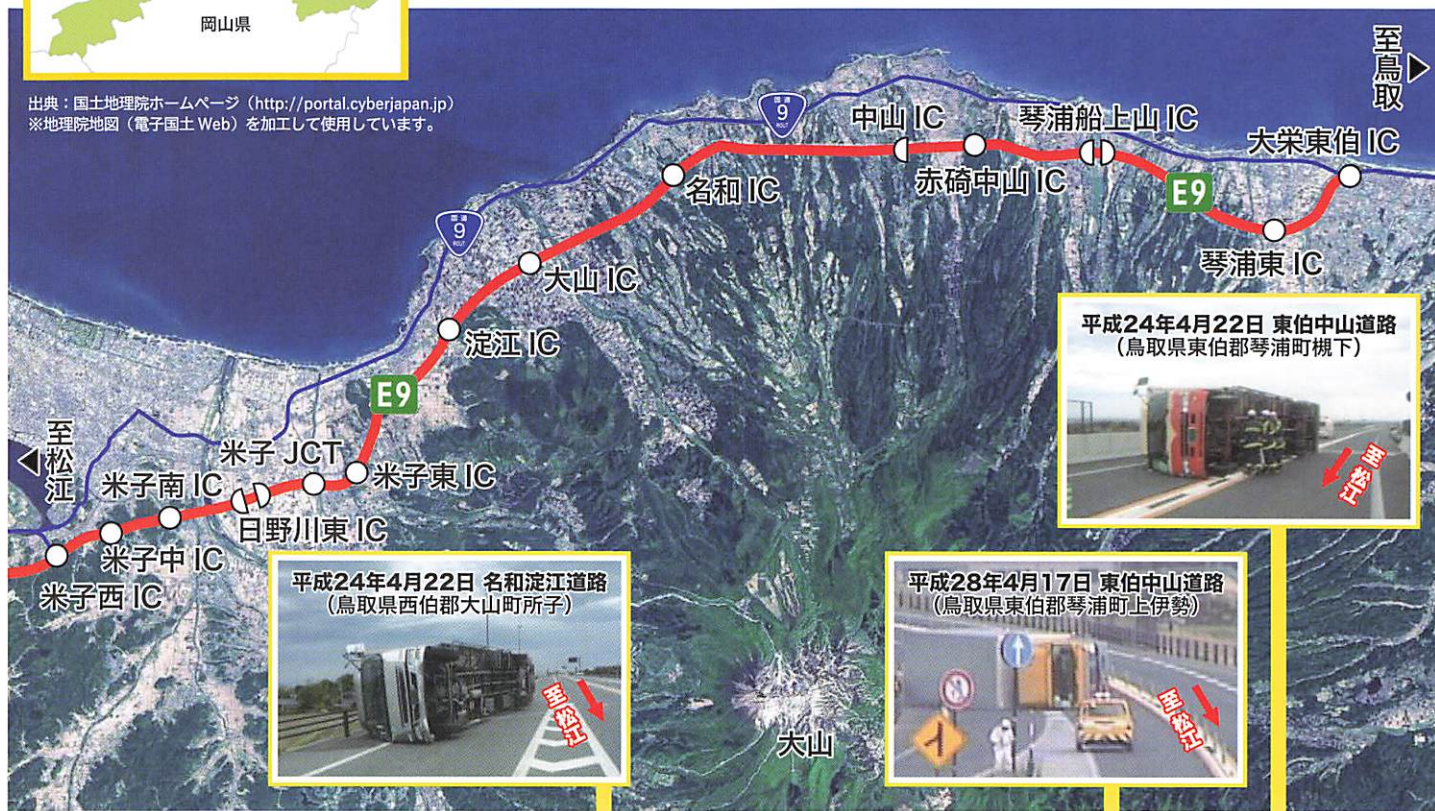 岡山県
出典：国土地理院ホームページ（http://portal.cyberjapan.jp）
※地理院地図（電子国土 Web）を加工して使用しています。
至鳥取
国道
9
ROUTE
中山 IC
琴浦船上山 IC
大栄東伯 IC
名和 IC
赤碕中山 IC
E9
国道
9
ROUTE
琴浦東 IC
大山 IC
淀江 IC
E9
平成24年4月22日 東伯中山道路
（鳥取県東伯郡琴浦町槻下）
至松江
至松江
米子 JCT
米子東 IC
米子南 IC
日野川東 IC
米子中 IC
米子西 IC
平成24年4月22日 名和淀江道路
（鳥取県西伯郡大山町所子）
至松江
平成28年4月17日 東伯中山道路
（鳥取県東伯郡琴浦町上伊勢）
至松江
大山